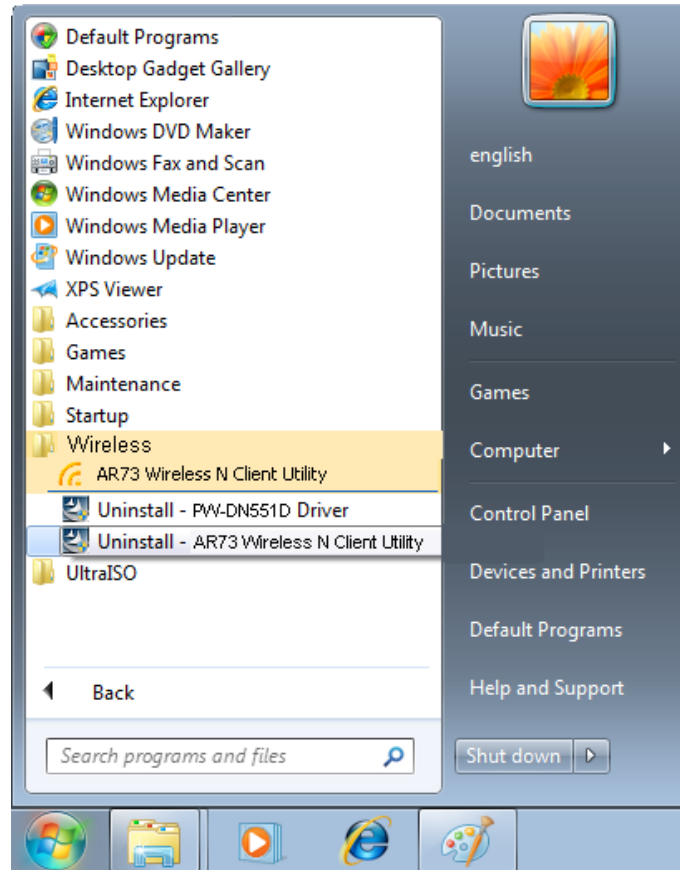 Default Programs
Desktop Gadget Gallery
Internet Explorer
Windows DVD Maker
Windows Fax and Scan
Windows Media Center
Windows Media Player
Windows Update
XPS Viewer
Accessories
Games
Maintenance
Startup
Wireless
AR73 Wireless N Client Utility
Uninstall - PW-DN551D Driver
Uninstall - AR73 Wireless N Client Utility
UltraISO
Back
Search programs and files
english
Documents
Pictures
Music
Games
Computer
Control Panel
Devices and Printers
Default Programs
Help and Support
Shut down